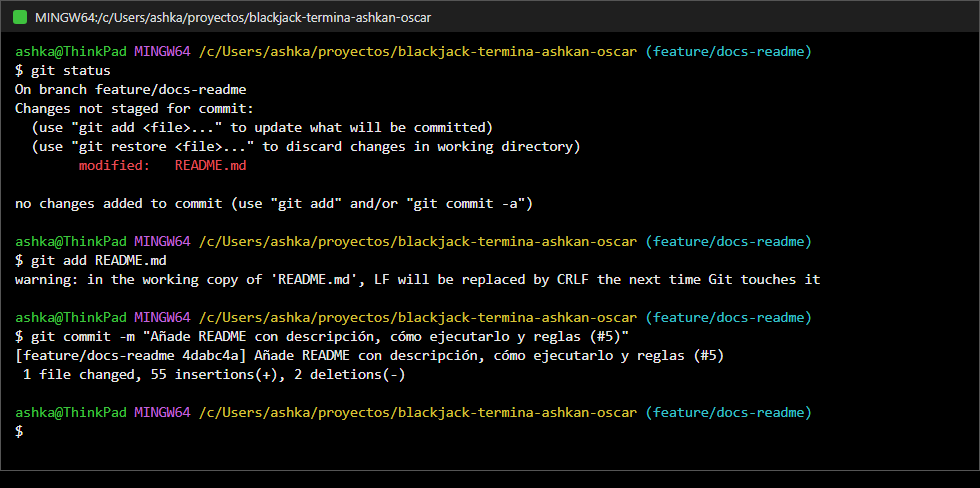 MINGW64:/c/Users/ashka/proyectos/blackjack-termina-ashkan-oscar
ashka@ThinkPad MINGW64 /c/Users/ashka/proyectos/blackjack-termina-ashkan-oscar (feature/docs-readme)
$ git status
On branch feature/docs-readme
Changes not staged for commit:
  (use "git add <file>..." to update what will be committed)
  (use "git restore <file>..." to discard changes in working directory)
        modified:   README.md
no changes added to commit (use "git add" and/or "git commit -a")
ashka@ThinkPad MINGW64 /c/Users/ashka/proyectos/blackjack-termina-ashkan-oscar (feature/docs-readme)
$ git add README.md
warning: in the working copy of 'README.md', LF will be replaced by CRLF the next time Git touches it
ashka@ThinkPad MINGW64 /c/Users/ashka/proyectos/blackjack-termina-ashkan-oscar (feature/docs-readme)
$ git commit -m "Añade README con descripción, cómo ejecutarlo y reglas (#5)"
[feature/docs-readme 4dabc4a] Añade README con descripción, cómo ejecutarlo y reglas (#5)
 1 file changed, 55 insertions(+), 2 deletions(-)
ashka@ThinkPad MINGW64 /c/Users/ashka/proyectos/blackjack-termina-ashkan-oscar (feature/docs-readme)
$